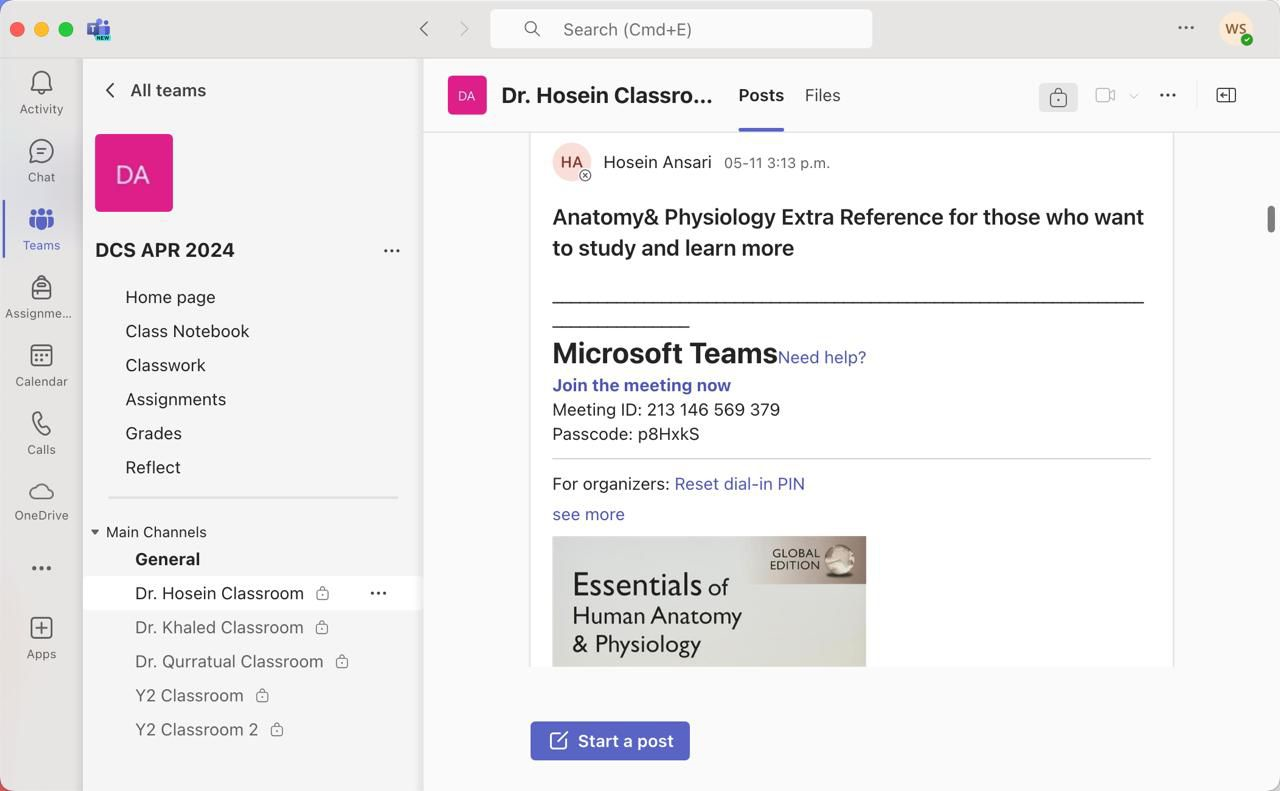 NEW
Search (Cmd+E)
WS
Activity
Chat
Teams
Assignme...
Calendar
Calls
OneDrive
Apps
All teams
DA
DCS APR 2024
Home page
Class Notebook
Classwork
Assignments
Grades
Reflect
Main Channels
General
Dr. Hosein Classroom
Dr. Khaled Classroom
Dr. Qurratual Classroom
Y2 Classroom
Y2 Classroom 2
DA
Dr. Hosein Classro...
Posts
Files
HA
Hosein Ansari 05-11 3:13 p.m.
Anatomy& Physiology Extra Reference for those who want
to study and learn more
Microsoft Teams Need help?
Join the meeting now
Meeting ID: 213 146 569 379
Passcode: p8HxkS
For organizers: Reset dial-in PIN
see more
GLOBAL
EDITION
Essentials of
Human Anatomy
& Physiology
Start a post